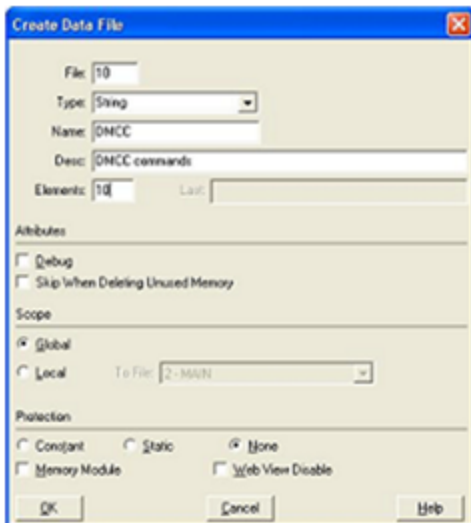 Create Data File
File: 10
Type: String
Name: DMCC
Desc: DMCC commands
Elements: 10 Last:
Attributes
Debug
Skip When Deleting Unused Memory
Scope
Global
Local To File: 2 - MAIN
Protection
Constant Static None
Memory Module Web View Disable
OK Cancel Help